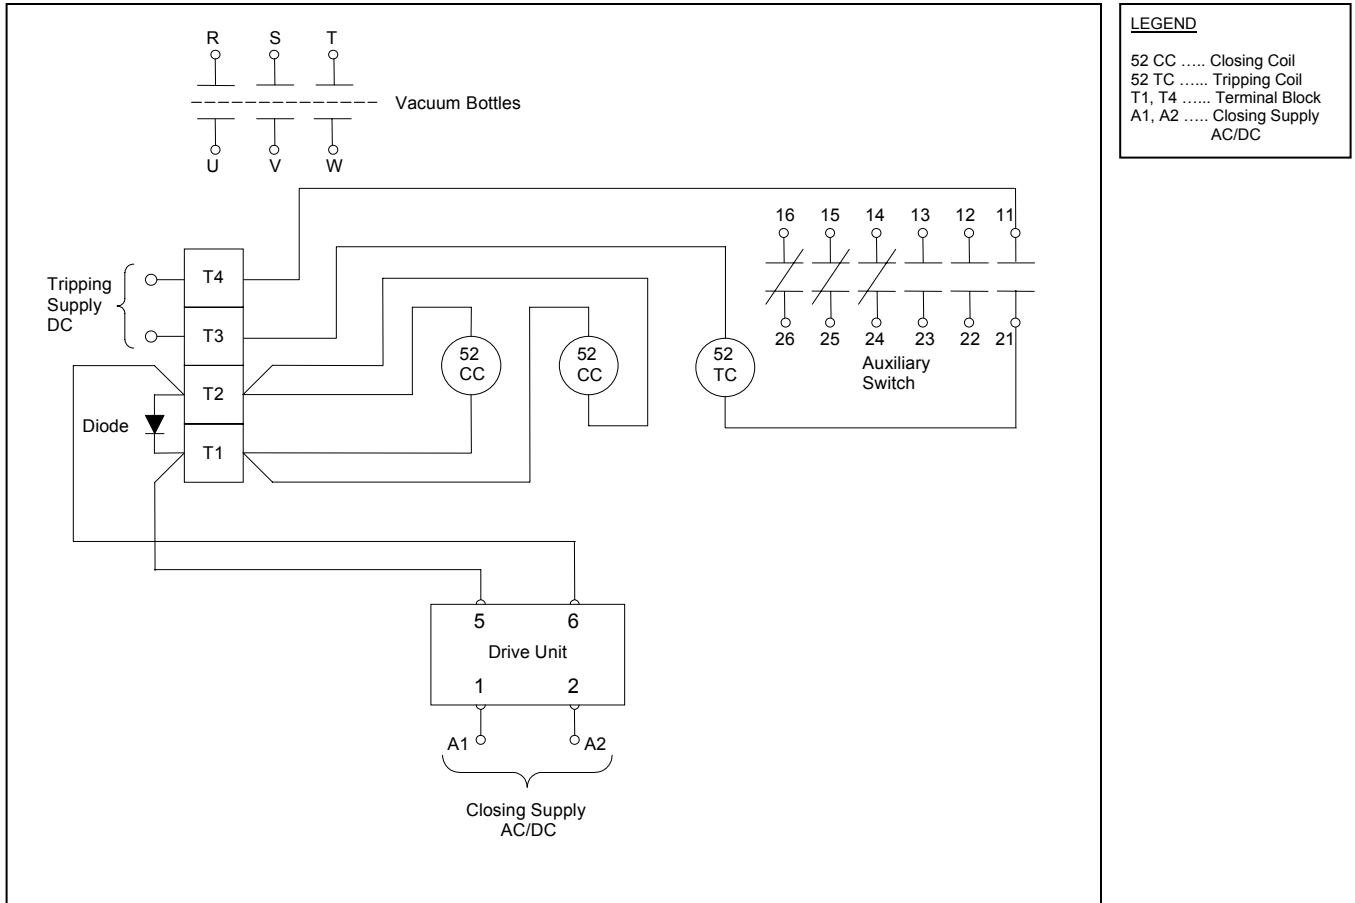 R S T
Vacuum Bottles
U V W
16 15 14 13 12 11
26 25 24 23 22 21
Auxiliary
Switch
Tripping
Supply
DC
T4
T3
T2
T1
Diode
52
CC
52
CC
52
TC
5 6
Drive Unit
1 2
A1 A2
Closing Supply
AC/DC
LEGEND
52 CC ….. Closing Coil
52 TC …... Tripping Coil
T1, T4 …... Terminal Block
A1, A2 ….. Closing Supply
AC/DC